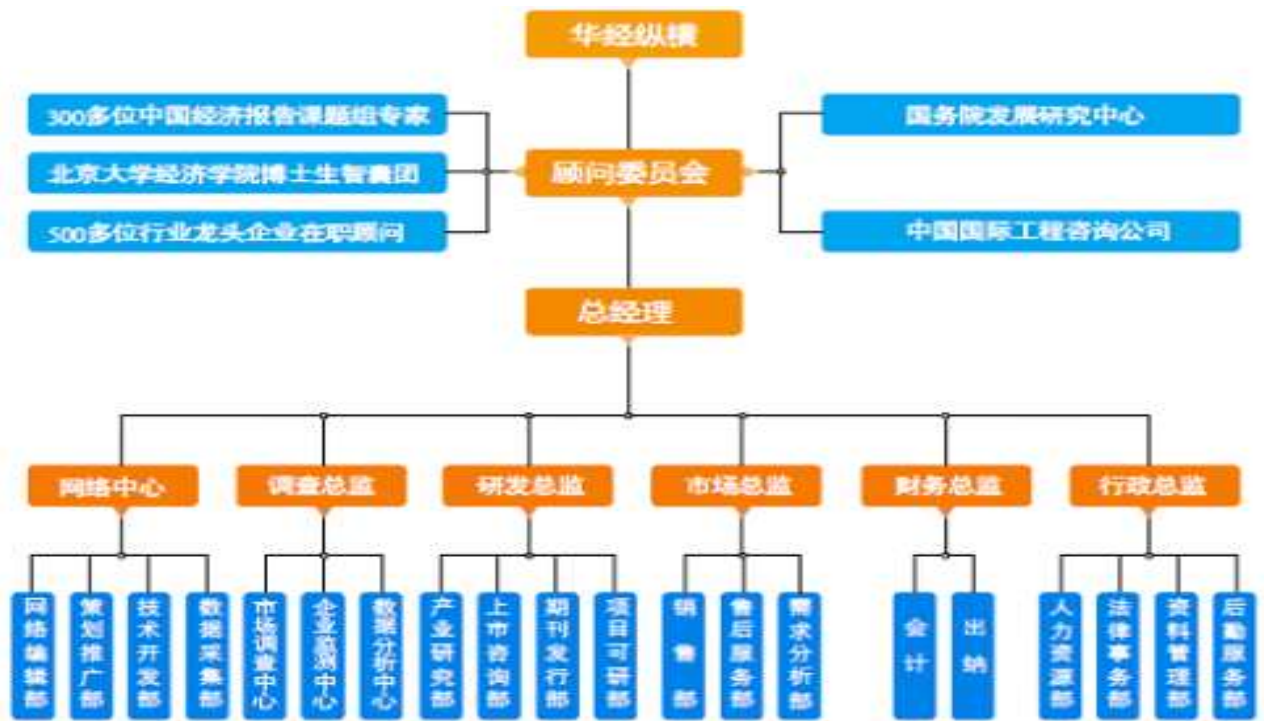 华经纵横
300多位中国经济报告课题组专家
国务院发展研究中心
北京大学经济学院博士生智囊团
顾问委员会
500多位行业龙头企业在职顾问
中国国际工程咨询公司
总经理
网络中心
调查总监
研发总监
市场总监
财务总监
行政总监
网络编辑部
策划推广部
技术开发部
数据采集部
市场调查中心
企业监测中心
数据分析中心
产业研究部
上市咨询部
期刊发行部
项目可研部
销售部
售后服务部
需求分析部
会计
出纳
人力资源部
法律事务部
资料管理部
后勤服务部